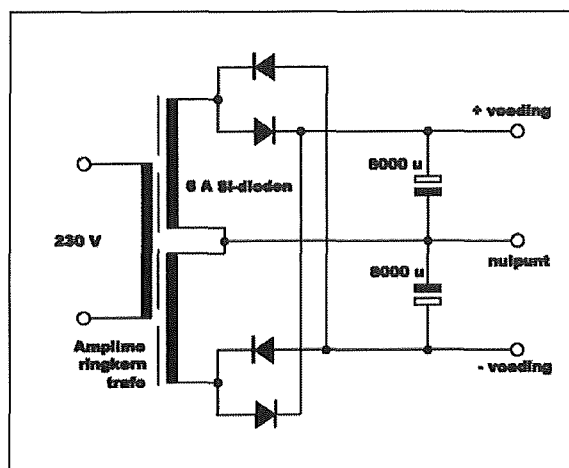 + voeding
8000 u
6 A Si-dioden
230 V
nulpunt
8000 u
Amplimo
ringkern
trafo
- voeding